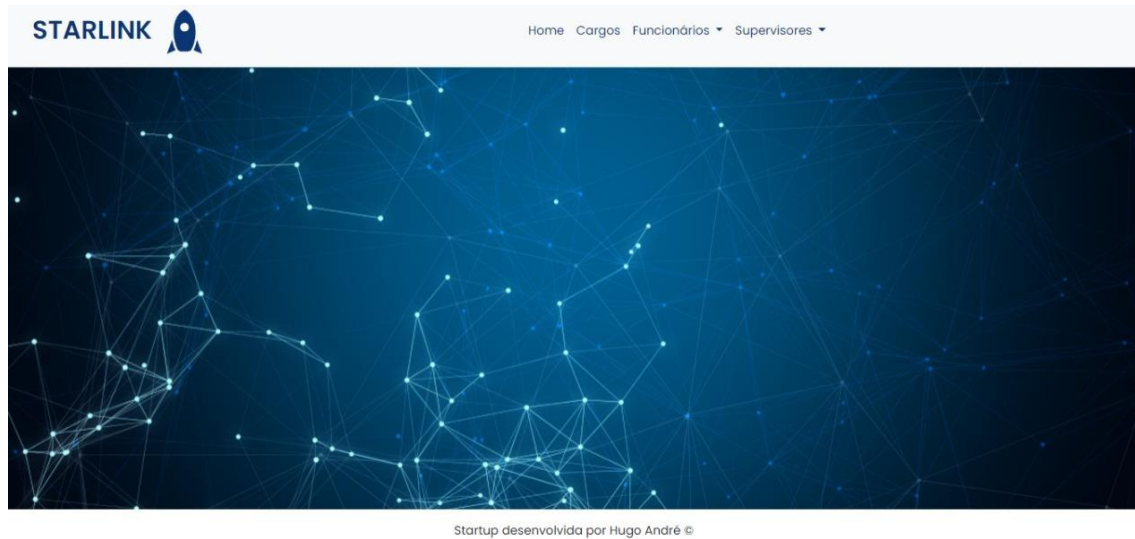 STARLINK
Home Cargos Funcionários Supervisores
Startup desenvolvida por Hugo André ©